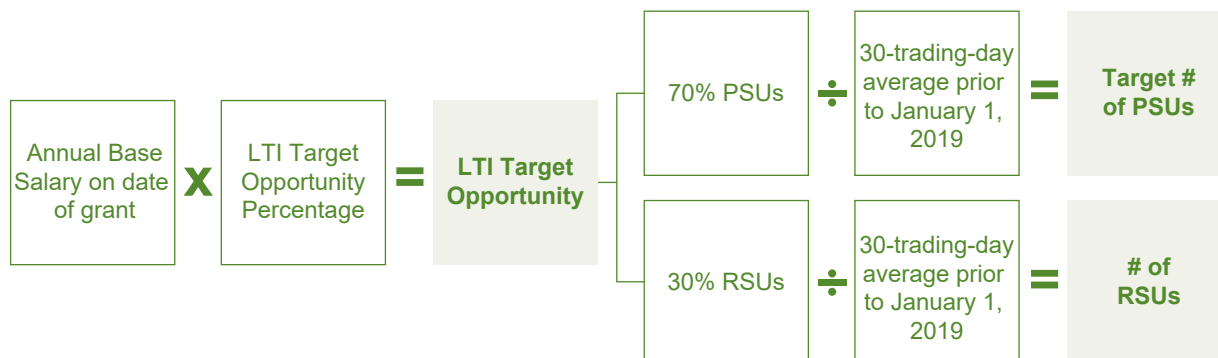 Annual Base
Salary on date
of grant
x
LTI Target
Opportunity
Percentage
=
LTI Target
Opportunity
70% PSUs
÷
30-trading-day
average prior
to January 1,
2019
=
Target #
of PSUs
30% RSUs
÷
30-trading-day
average prior
to January 1,
2019
=
# of
RSUs